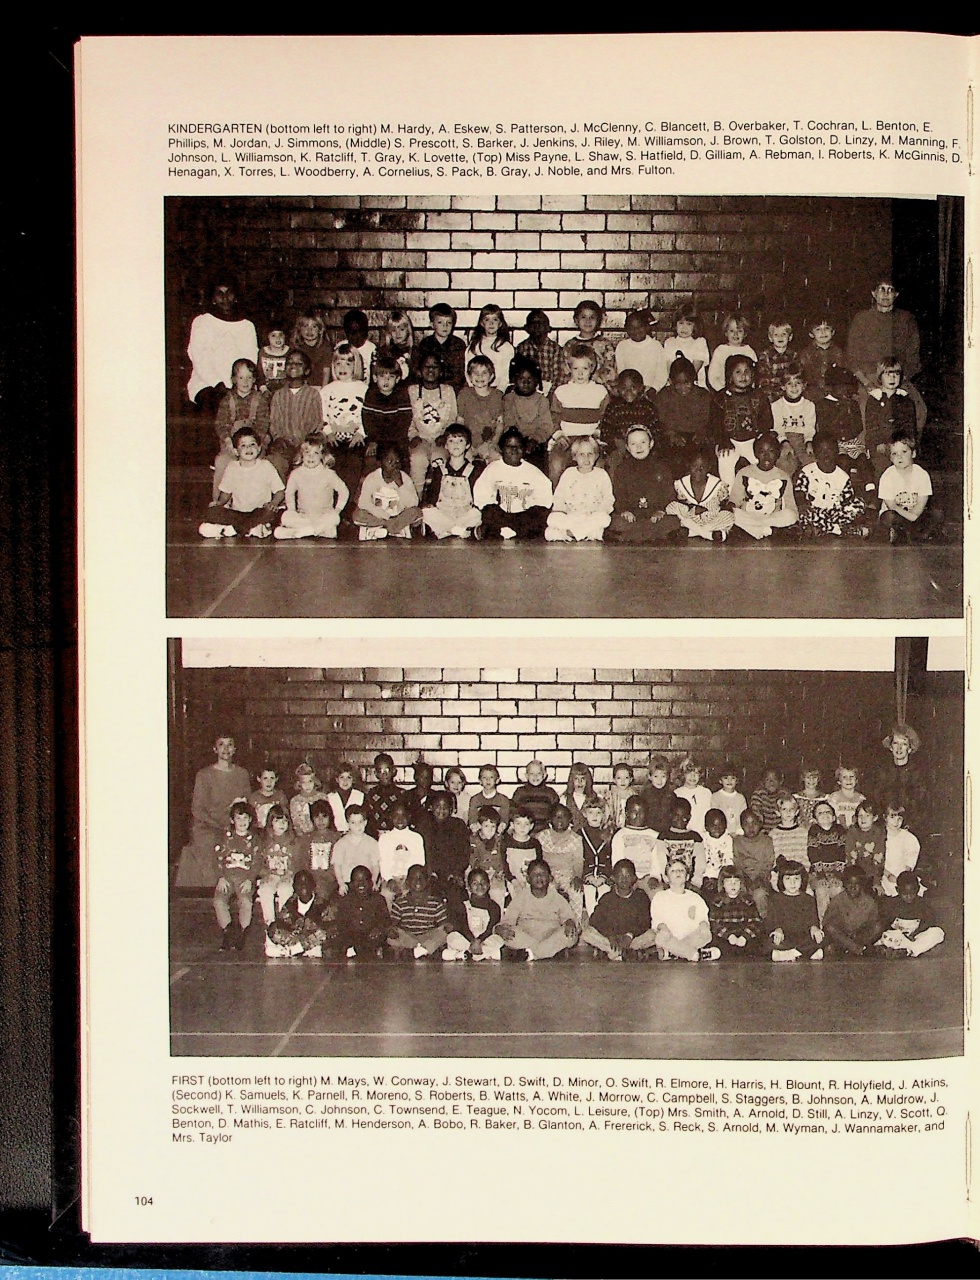 KINDERGARTEN (bottom left to right) M. Hardy, A. Eskew, S. Patterson, J. McClenny, C. Blancett, B. Overbaker, T. Cochran, L. Benton, E.
Phillips, M. Jordan, J. Simmons, (Middle) S. Prescott, S. Barker, J. Jenkins, J. Riley, M. Williamson, J. Brown, T. Golston, D. Linzy, M. Manning, F.
Johnson, L. Williamson, K. Ratcliff, T. Gray, K. Lovette, (Top) Miss Payne, L. Shaw, S. Hatfield, D. Gilliam, A. Rebman, I. Roberts, K. McGinnis, D.
Henagan, X. Torres, L. Woodberry, A. Cornelius, S. Pack, B. Gray, J. Noble, and Mrs. Fulton.
FIRST (bottom left to right) M. Mays, W. Conway, J. Stewart, D. Swift, D. Minor, O. Swift, R. Elmore, H. Harris, H. Blount, R. Holyfield, J. Atkins,
(Second) K. Samuels, K. Parnell, R. Moreno, S. Roberts, B. Watts, A. White, J. Morrow, C. Campbell, S. Staggers, B. Johnson, A. Muldrow, J.
Sockwell, T. Williamson, C. Johnson, C. Townsend, E. Teague, N. Yocom, L. Leisure, (Top) Mrs. Smith, A. Arnold, D. Still, A. Linzy, V. Scott, Q.
Benton, D. Mathis, E. Ratcliff, M. Henderson, A. Bobo, R. Baker, B. Glanton, A. Frererick, S. Reck, S. Arnold, M. Wyman, J. Wannamaker, and
Mrs. Taylor
104